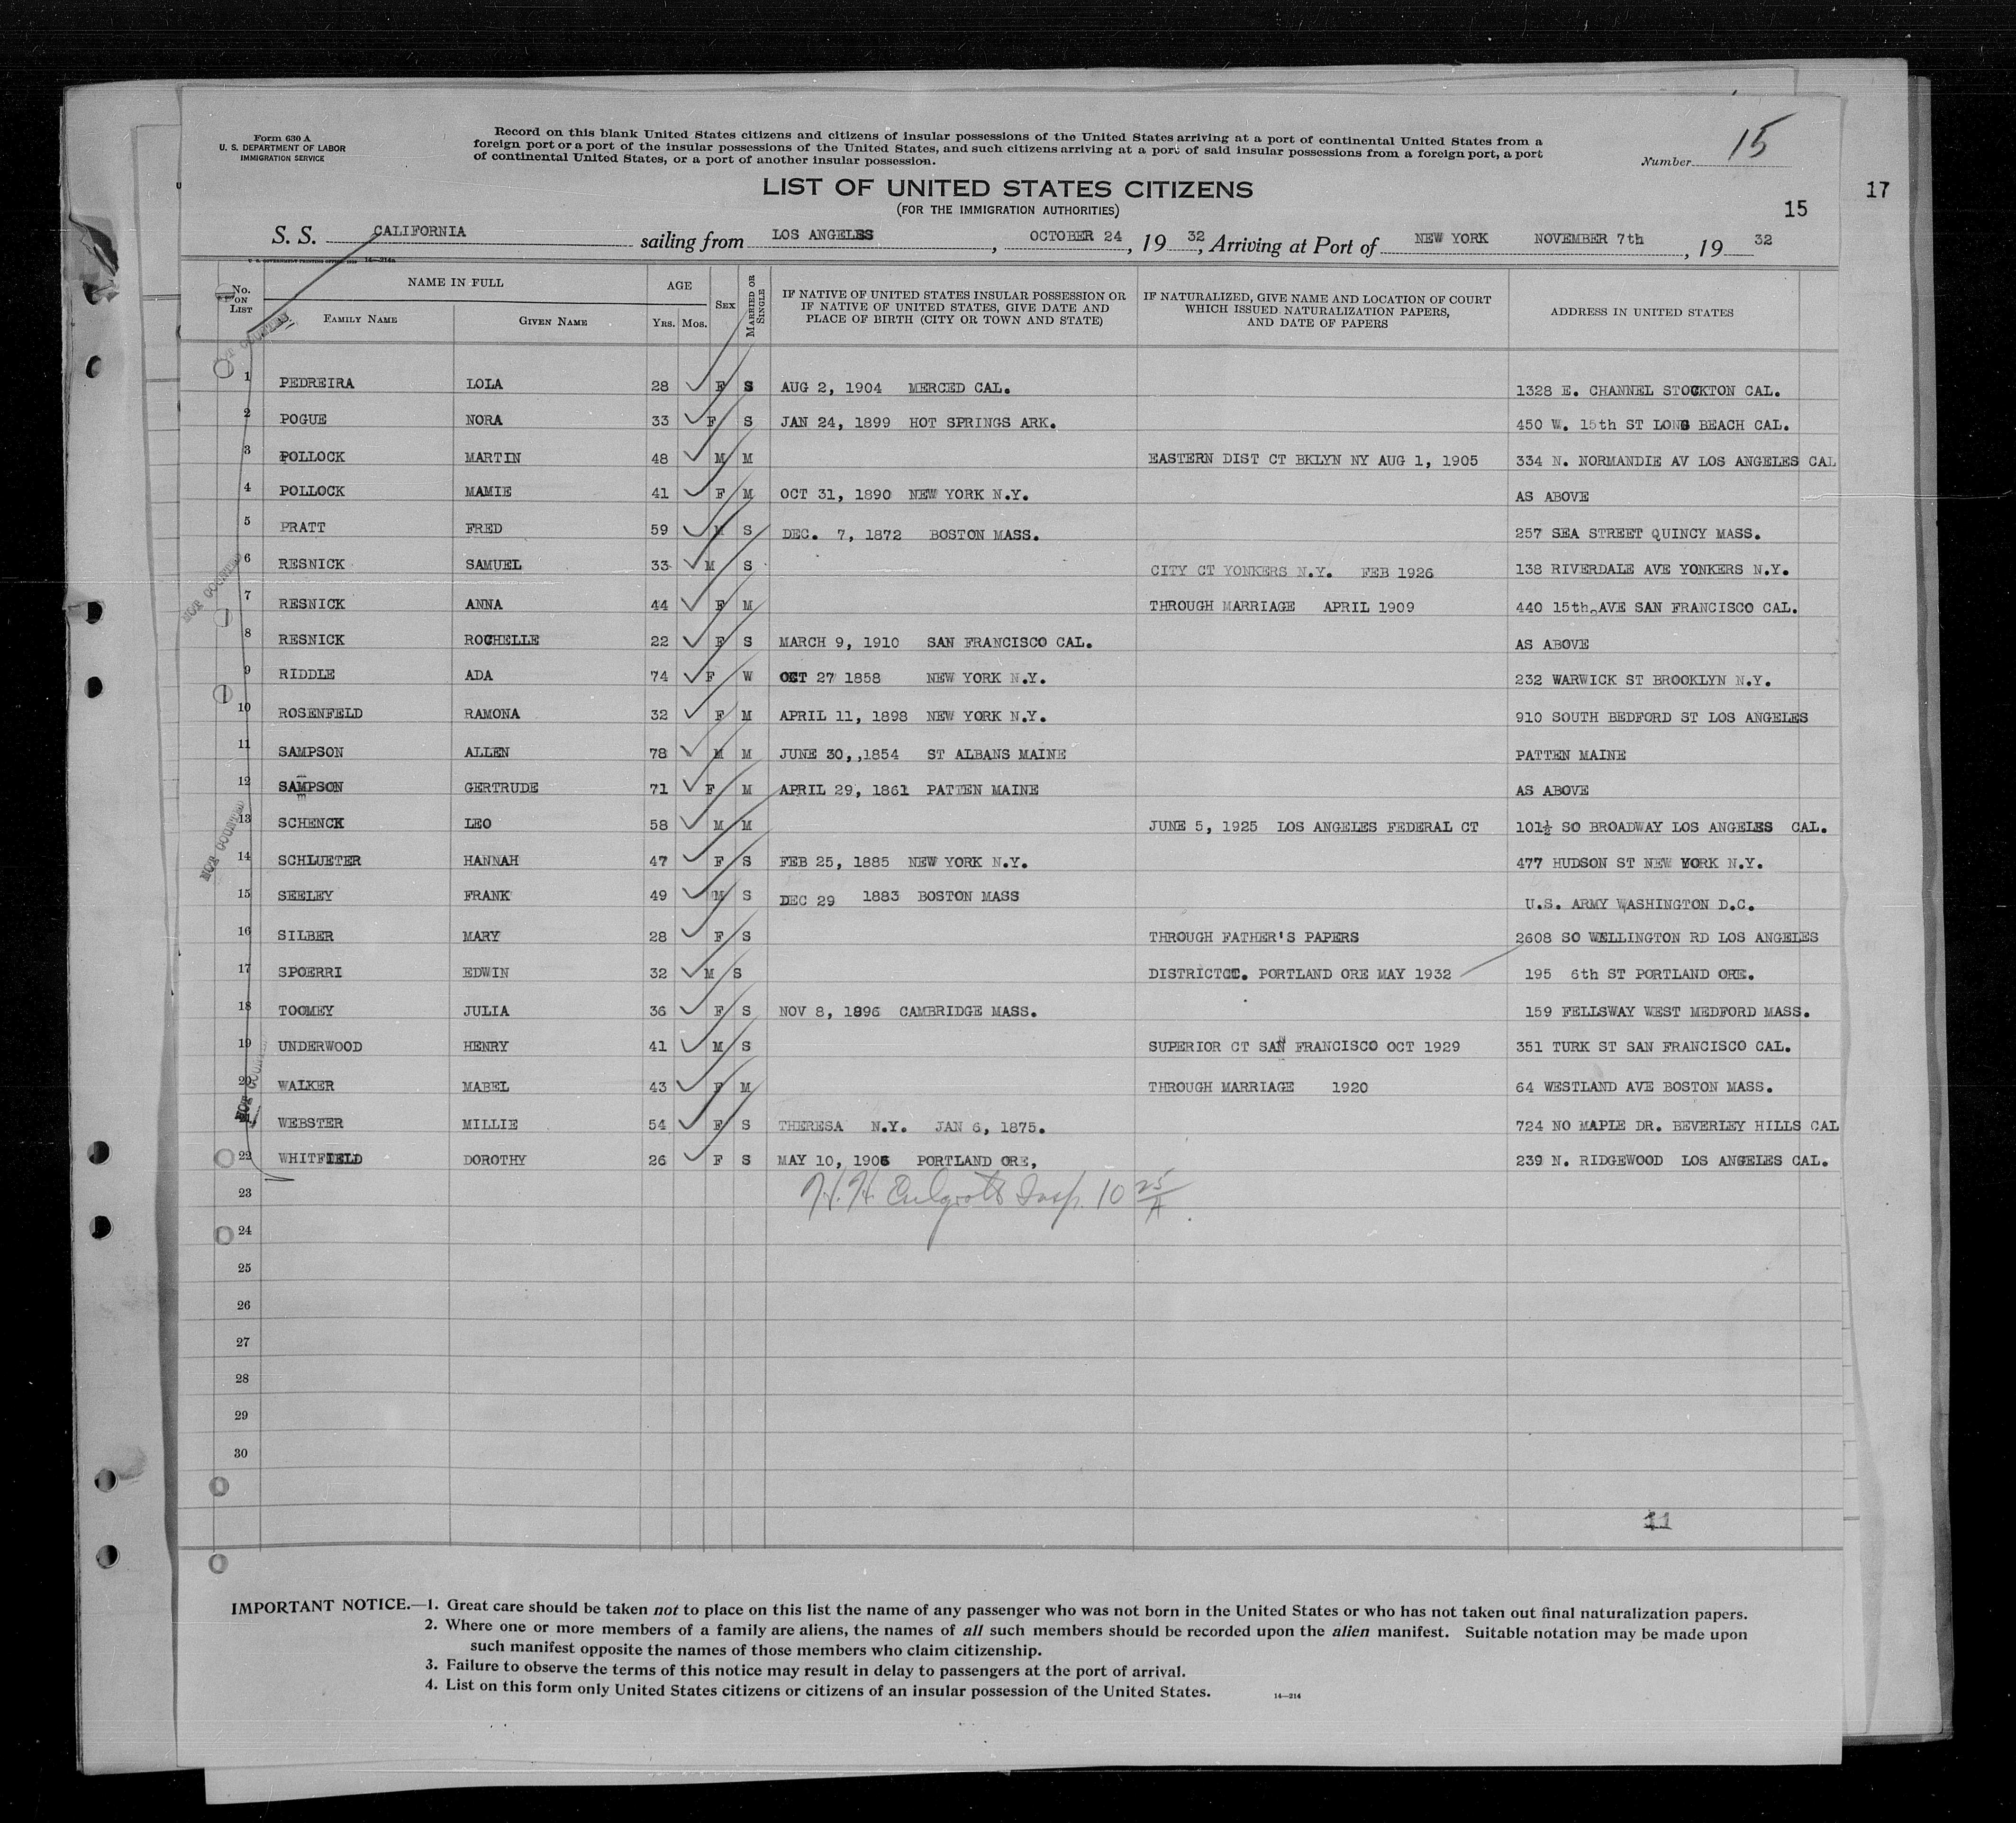 Form 630 A
U. S. DEPARTMENT OF LABOR
IMMIGRATION SERVICE
Record on this blank United States citizens and citizens of insular possessions of the United States arriving at a port of continental United States from a
foreign port or a port of the insular possessions of the United States, and such citizens arriving at a port of said insular possessions from a foreign port, a port
of continental United States, or a port of another insular possession.
Number 15
LIST OF UNITED STATES CITIZENS
(FOR THE IMMIGRATION AUTHORITIES)
15
17
S. S. CALIFORNIA sailing from LOS ANGELES, OCTOBER 24, 1932, Arriving at Port of NEW YORK NOVEMBER 7th, 1932
U. S. GOVERNMENT PRINTING OFFICE 14—214a
No. ON LIST
NAME IN FULL
FAMILY NAME
GIVEN NAME
AGE
YRS. MOS.
SEX
MARRIED OR SINGLE
IF NATIVE OF UNITED STATES INSULAR POSSESSION OR
IF NATIVE OF UNITED STATES, GIVE DATE AND
PLACE OF BIRTH (CITY OR TOWN AND STATE)
IF NATURALIZED, GIVE NAME AND LOCATION OF COURT
WHICH ISSUED NATURALIZATION PAPERS,
AND DATE OF PAPERS
ADDRESS IN UNITED STATES
1 PEDREIRA LOLA 28 F S AUG 2, 1904 MERCED CAL. 1328 E. CHANNEL STOCKTON CAL.
2 POGUE NORA 33 F S JAN 24, 1899 HOT SPRINGS ARK. 450 W. 15th ST LONG BEACH CAL.
3 POLLOCK MARTIN 48 M M EASTERN DIST CT BKLYN NY AUG 1, 1905 334 N. NORMANDIE AV LOS ANGELES CAL
4 POLLOCK MAMIE 41 F M OCT 31, 1890 NEW YORK N.Y. AS ABOVE
5 PRATT FRED 59 M S DEC. 7, 1872 BOSTON MASS. 257 SEA STREET QUINCY MASS.
6 RESNICK SAMUEL 33 M S CITY CT YONKERS N.Y. FEB 1926 138 RIVERDALE AVE YONKERS N.Y.
NOT COUNTED
7 RESNICK ANNA 44 F M THROUGH MARRIAGE APRIL 1909 440 15th AVE SAN FRANCISCO CAL.
8 RESNICK ROCHELLE 22 F S MARCH 9, 1910 SAN FRANCISCO CAL. AS ABOVE
9 RIDDLE ADA 74 F W OCT 27 1858 NEW YORK N.Y. 232 WARWICK ST BROOKLYN N.Y.
10 ROSENFELD RAMONA 32 F M APRIL 11, 1898 NEW YORK N.Y. 910 SOUTH BEDFORD ST LOS ANGELES
11 SAMPSON ALLEN 78 M M JUNE 30,,1854 ST ALBANS MAINE PATTEN MAINE
12 SAMPSON GERTRUDE 71 F M APRIL 29, 1861 PATTEN MAINE AS ABOVE
13 SCHENCK LEO 58 M M JUNE 5, 1925 LOS ANGELES FEDERAL CT 101½ SO BROADWAY LOS ANGELES CAL.
NOT COUNTED
14 SCHLUETER HANNAH 47 F S FEB 25, 1885 NEW YORK N.Y. 477 HUDSON ST NEW YORK N.Y.
15 SEELEY FRANK 49 M S DEC 29 1883 BOSTON MASS U.S. ARMY WASHINGTON D.C.
16 SILBER MARY 28 F S THROUGH FATHER'S PAPERS 2608 SO WELLINGTON RD LOS ANGELES
17 SPOERRI EDWIN 32 M S DISTRICT CT. PORTLAND ORE MAY 1932 195 6th ST PORTLAND ORE.
18 TOOMEY JULIA 36 F S NOV 8, 1896 CAMBRIDGE MASS. 159 FELLSWAY WEST MEDFORD MASS.
19 UNDERWOOD HENRY 41 M S SUPERIOR CT SAN FRANCISCO OCT 1929 351 TURK ST SAN FRANCISCO CAL.
20 WALKER MABEL 43 F M THROUGH MARRIAGE 1920 64 WESTLAND AVE BOSTON MASS.
NOT COUNTED
21 WEBSTER MILLIE 54 F S THERESA N.Y. JAN 6, 1875. 724 NO MAPLE DR. BEVERLEY HILLS CAL
22 WHITFIELD DOROTHY 26 F S MAY 10, 1906 PORTLAND ORE, 239 N. RIDGEWOOD LOS ANGELES CAL.
23 H. H. Insp. 10 25/A
24
25
26
27
28
29
30
11
IMPORTANT NOTICE.—1. Great care should be taken not to place on this list the name of any passenger who was not born in the United States or who has not taken out final naturalization papers.
2. Where one or more members of a family are aliens, the names of all such members should be recorded upon the alien manifest. Suitable notation may be made upon
such manifest opposite the names of those members who claim citizenship.
3. Failure to observe the terms of this notice may result in delay to passengers at the port of arrival.
4. List on this form only United States citizens or citizens of an insular possession of the United States. 14—214